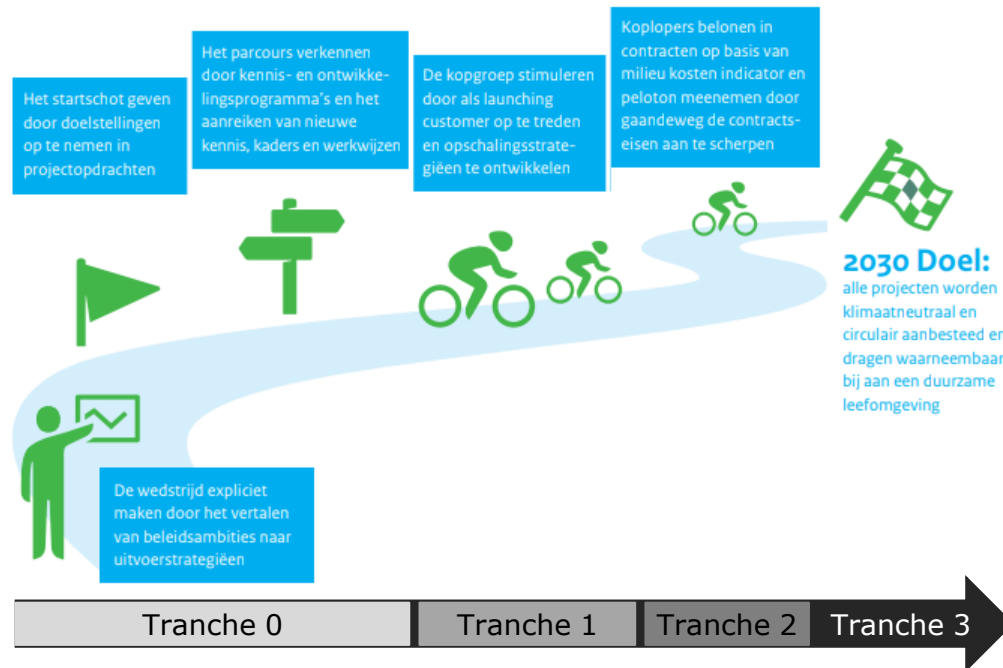 Het startschot geven
door doelstellingen
op te nemen in
projectopdrachten
Het parcours verkennen
door kennis- en ontwikke-
lingsprogramma's en het
aanreiken van nieuwe
kennis, kaders en werkwijzen
De kopgroep stimuleren
door als launching
customer op te treden
en opschalingsstrate-
giëen te ontwikkelen
Koplopers belonen in
contracten op basis van
milieu kosten indicator en
peloton meenemen door
gaandeweg de contracts-
eisen aan te scherpen
2030 Doel:
alle projecten worden
klimaatneutraal en
circulair aanbesteed en
dragen waarneembaar
bij aan een duurzame
leefomgeving
De wedstrijd expliciet
maken door het vertalen
van beleidsambities naar
uitvoerstrategiëen
Tranche 0
Tranche 1
Tranche 2
Tranche 3